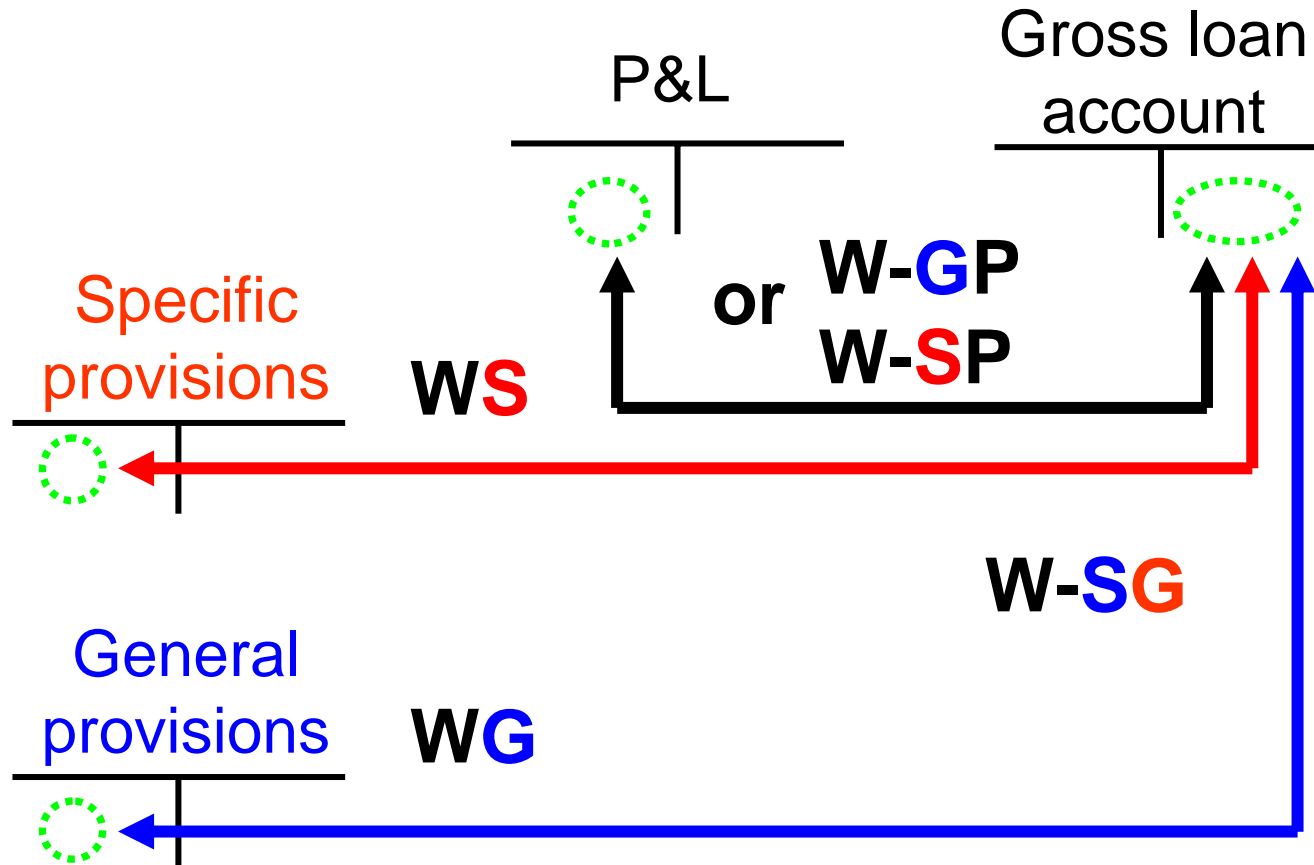 P&L
Gross loan
account
or
W-GP
W-SP
Specific
provisions
WS
W-SG
General
provisions
WG